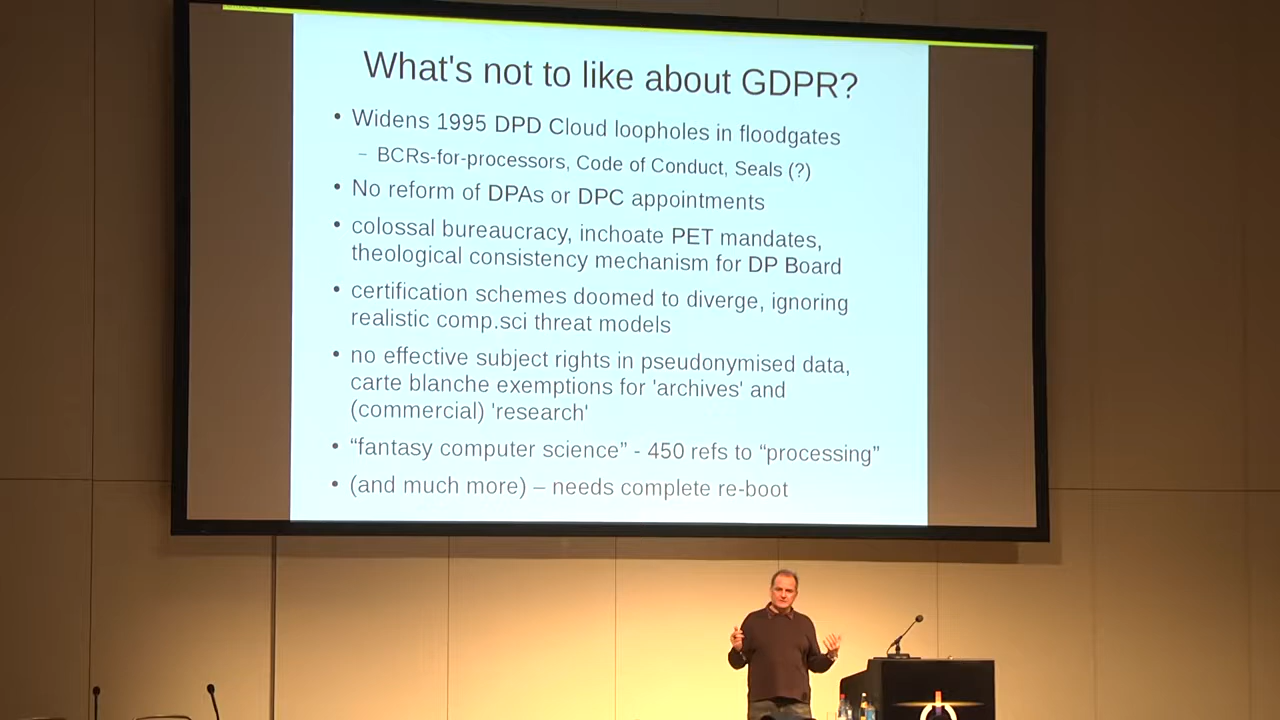 What's not to like about GDPR?
• Widens 1995 DPD Cloud loopholes in floodgates
– BCRs-for-processors, Code of Conduct, Seals (?)
• No reform of DPAs or DPC appointments
• colossal bureaucracy, inchoate PET mandates,
theological consistency mechanism for DP Board
• certification schemes doomed to diverge, ignoring
realistic comp.sci threat models
• no effective subject rights in pseudonymised data,
carte blanche exemptions for 'archives' and
(commercial) 'research'
• “fantasy computer science” - 450 refs to “processing”
• (and much more) – needs complete re-boot